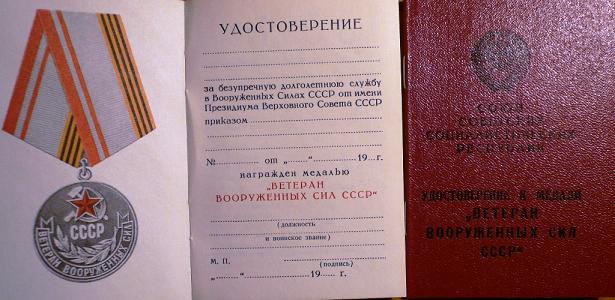 СССР
ВЕТЕРАН ВООРУЖЕННЫХ СИЛ
УДОСТОВЕРЕНИЕ
за безупречную долголетнюю службу
в Вооруженных Силах СССР от имени
Президиума Верховного Совета СССР
приказом
№ от „ “ 19 г.
награжден медалью
„ВЕТЕРАН
ВООРУЖЕННЫХ СИЛ СССР“
(должность
и воинское звание)
М. П. (подпись)
„ “ 19 г.
СОЮЗ
СОВЕТСКИХ
СОЦИАЛИСТИЧЕСКИХ
РЕСПУБЛИК
УДОСТОВЕРЕНИЕ К МЕДАЛИ
„ВЕТЕРАН
ВООРУЖЕННЫХ СИЛ
СССР“